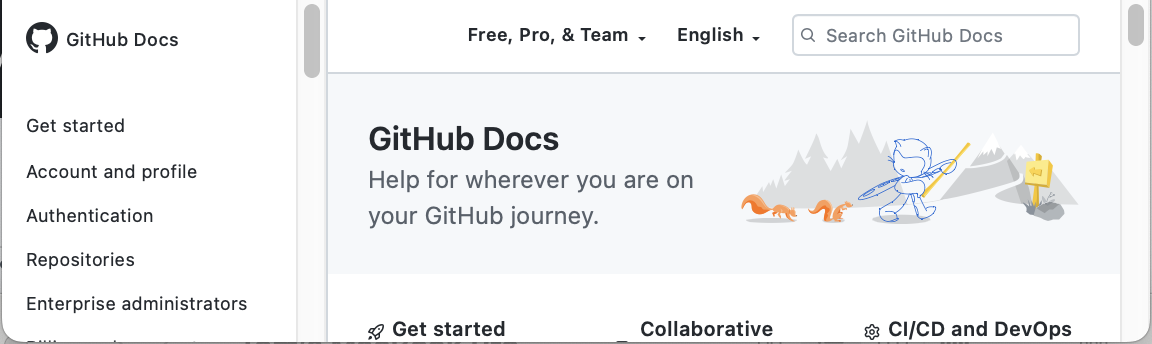 GitHub Docs
Get started
Account and profile
Authentication
Repositories
Enterprise administrators
Free, Pro, & Team
English
Search GitHub Docs
GitHub Docs
Help for wherever you are on
your GitHub journey.
Get started
Collaborative
CI/CD and DevOps